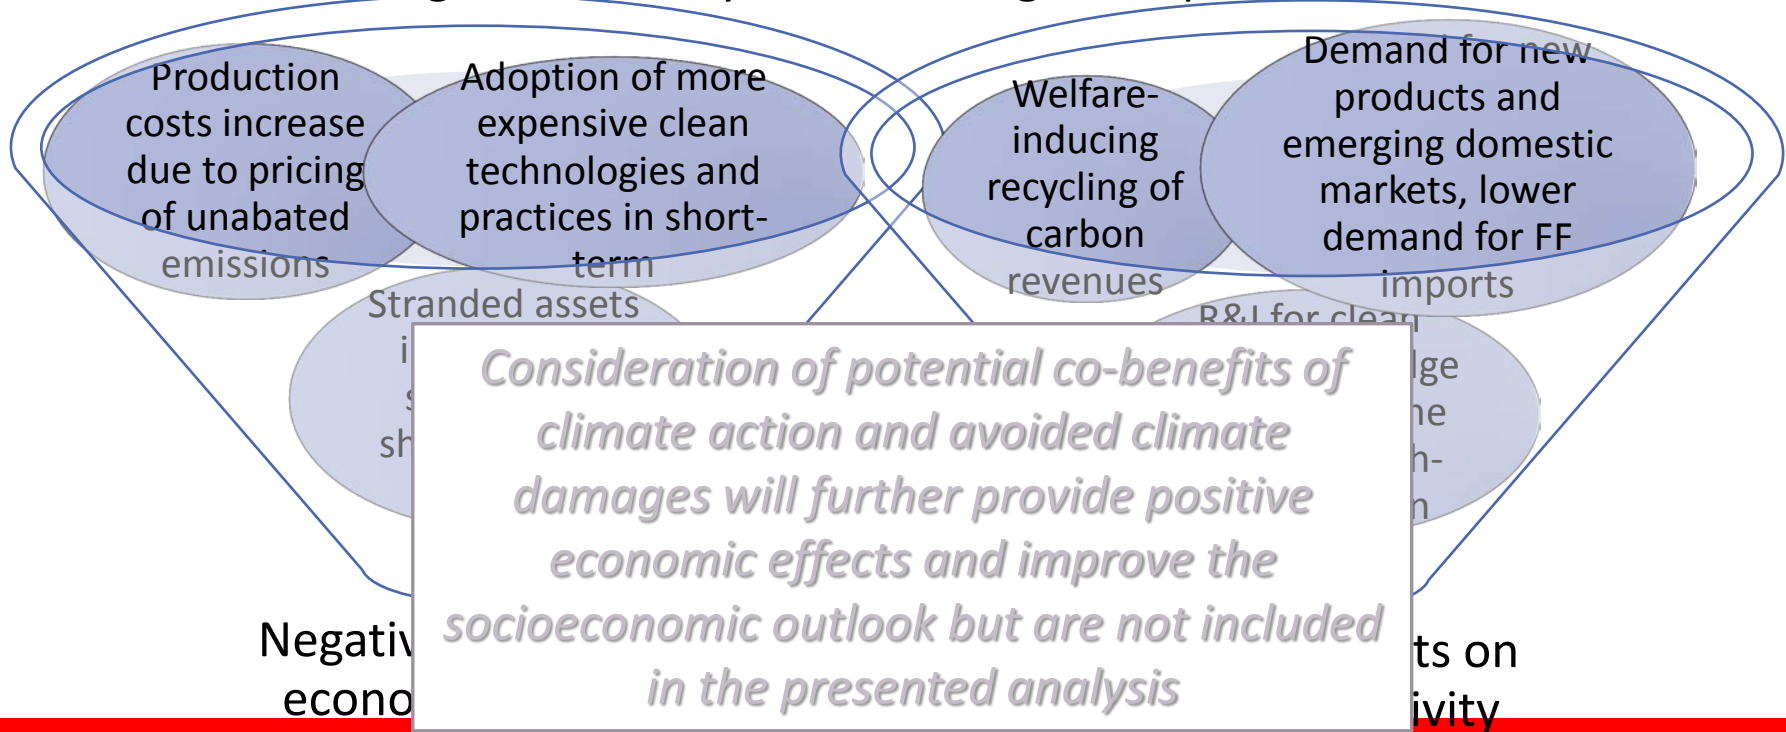 Production
costs increase
due to pricing
of unabated
emissions
Adoption of more
expensive clean
technologies and
practices in short-
term
Stranded assets
Welfare-
inducing
recycling of
carbon
revenues
Demand for new
products and
emerging domestic
markets, lower
demand for FF
imports
R&I for clean
Consideration of potential co-benefits of
climate action and avoided climate
damages will further provide positive
economic effects and improve the
socioeconomic outlook but are not included
in the presented analysis